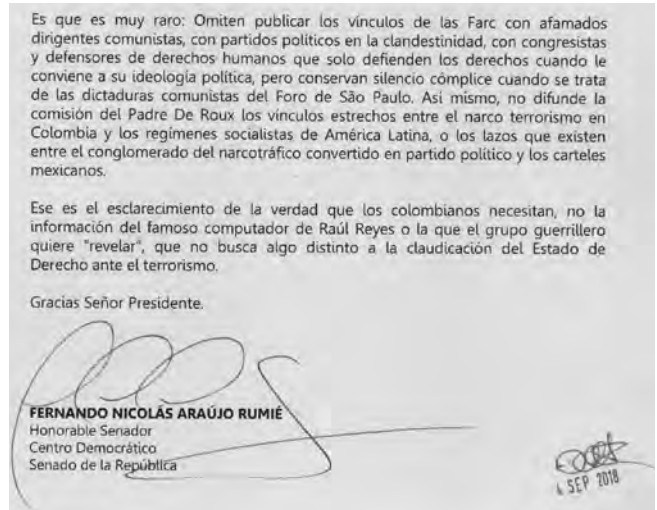 Es que es muy raro: Omiten publicar los vínculos de las Farc con afamados
dirigentes comunistas, con partidos políticos en la clandestinidad, con congresistas
y defensores de derechos humanos que solo defienden los derechos cuando le
conviene a su ideología política, pero conservan silencio cómplice cuando se trata
de las dictaduras comunistas del Foro de São Paulo. Así mismo, no difunde la
comisión del Padre De Roux los vínculos estrechos entre el narco terrorismo en
Colombia y los regímenes socialistas de América Latina, o los lazos que existen
entre el conglomerado del narcotráfico convertido en partido político y los carteles
mexicanos.
Ese es el esclarecimiento de la verdad que los colombianos necesitan, no la
información del famoso computador de Raúl Reyes o la que el grupo guerrillero
quiere "revelar", que no busca algo distinto a la claudicación del Estado de
Derecho ante el terrorismo.
Gracias Señor Presidente.
FERNANDO NICOLÁS ARAÚJO RUMIÉ
Honorable Senador
Centro Democrático
Senado de la República
SEP 2018